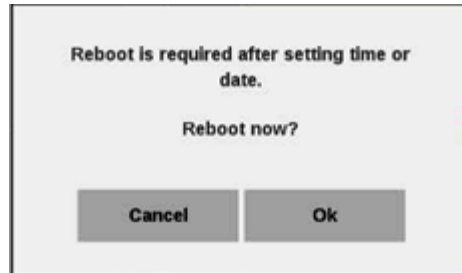 Reboot is required after setting time or
date.
Reboot now?
Cancel
Ok